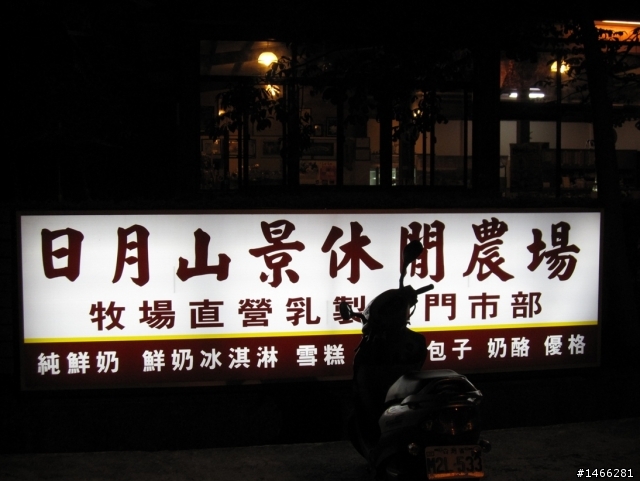 日月山景休閒農場
牧場直營乳製 門市部
純鮮奶 鮮奶冰淇淋 雪糕 包子 奶酪 優格
#1466281